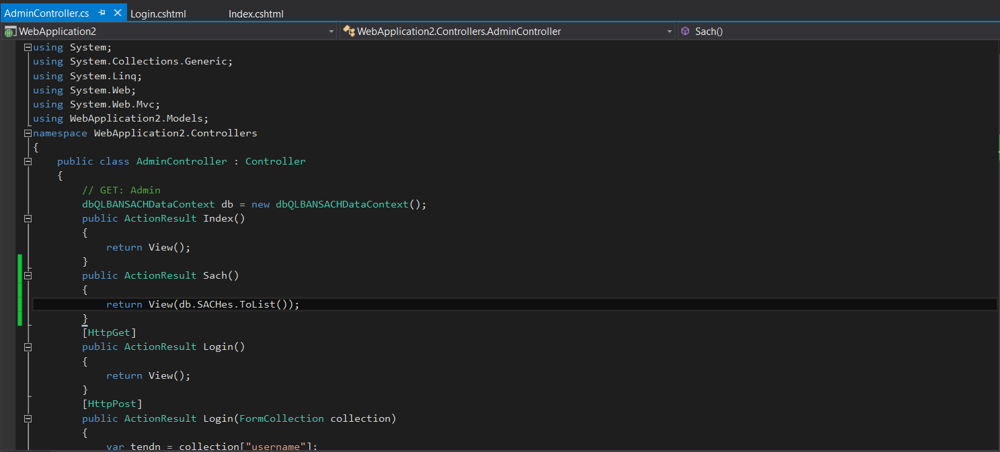 AdminController.cs Login.cshtml Index.cshtml
WebApplication2 WebApplication2.Controllers.AdminController Sach()
using System;
using System.Collections.Generic;
using System.Linq;
using System.Web;
using System.Web.Mvc;
using WebApplication2.Models;
namespace WebApplication2.Controllers
{
public class AdminController : Controller
{
// GET: Admin
dbQLBANSACHDataContext db = new dbQLBANSACHDataContext();
public ActionResult Index()
{
return View();
}
public ActionResult Sach()
{
return View(db.SACHes.ToList());
}
[HttpGet]
public ActionResult Login()
{
return View();
}
[HttpPost]
public ActionResult Login(FormCollection collection)
{
var tendn = collection["username"];